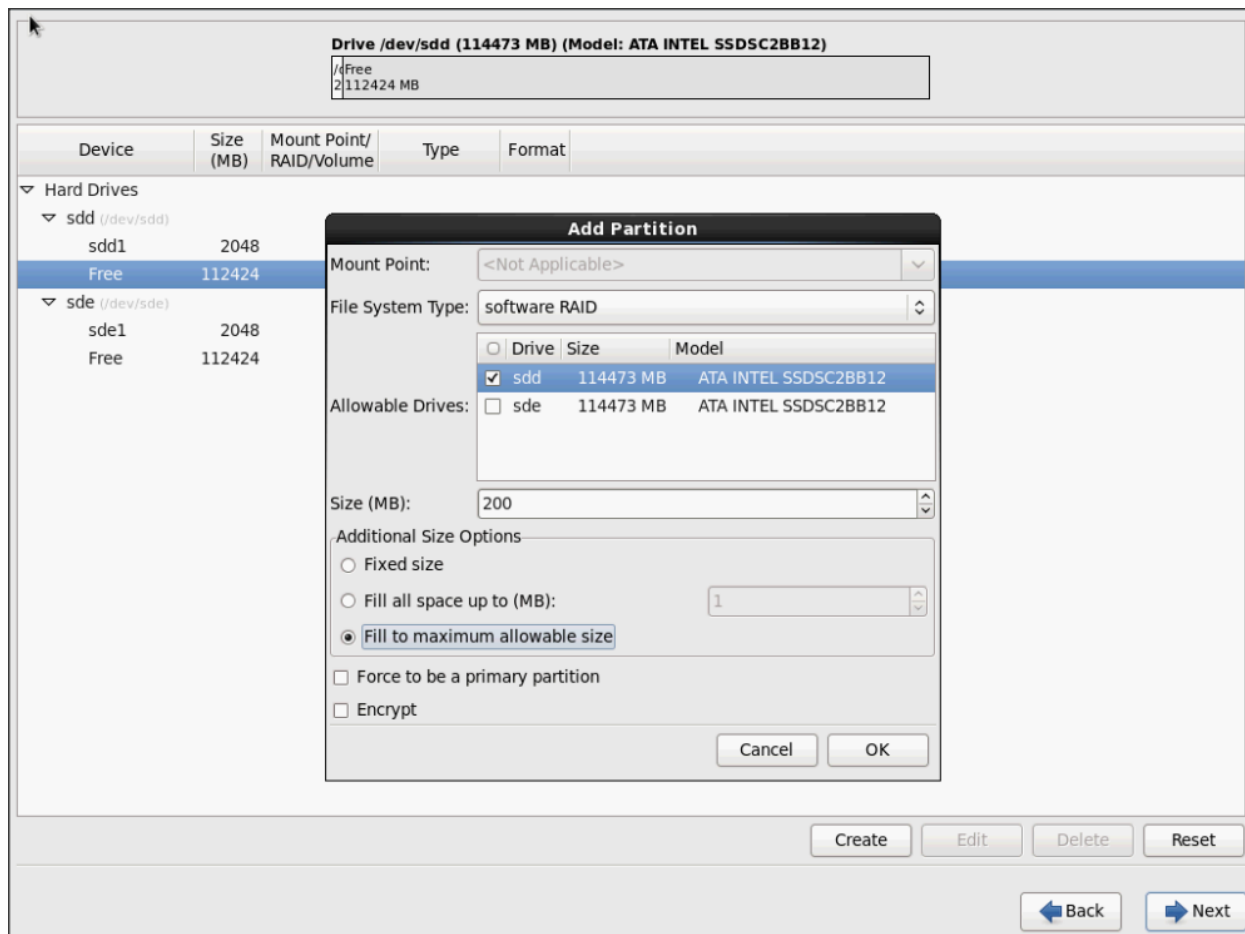 Drive /dev/sdd (114473 MB) (Model: ATA INTEL SSDSC2BB12)
Free
2 112424 MB
Device Size (MB) Mount Point/ RAID/Volume Type Format
Hard Drives
sdd (/dev/sdd)
sdd1 2048
Free 112424
sde (/dev/sde)
sde1 2048
Free 112424
Add Partition
Mount Point: <Not Applicable>
File System Type: software RAID
Drive Size Model
sdd 114473 MB ATA INTEL SSDSC2BB12
Allowable Drives: sde 114473 MB ATA INTEL SSDSC2BB12
Size (MB): 200
Additional Size Options
Fixed size
Fill all space up to (MB): 1
Fill to maximum allowable size
Force to be a primary partition
Encrypt
Cancel OK
Create Edit Delete Reset
Back Next